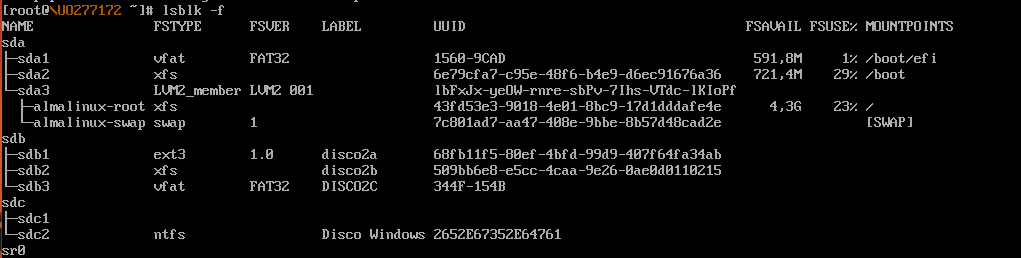 [root@\UO277172 ~]# lsblk -f
NAME FSTYPE FSVER LABEL UUID FSAVAIL FSUSE% MOUNTPOINTS
sda
├─sda1 vfat FAT32 1560-9CAD 591,8M 1% /boot/efi
├─sda2 xfs 6e79cfa7-c95e-48f6-b4e9-d6ec91676a36 721,4M 29% /boot
└─sda3 LVM2_member LVM2 001 lbFxJx-yeOW-rnre-sbPv-7Ihs-VTdc-lKIoPf
├─almalinux-root xfs 43fd53e3-9018-4e01-8bc9-17d1dddafe4e 4,3G 23% /
└─almalinux-swap swap 1 7c801ad7-aa47-408e-9bbe-8b57d48cad2e [SWAP]
sdb
├─sdb1 ext3 1.0 disco2a 68fb11f5-80ef-4bfd-99d9-407f64fa34ab
├─sdb2 xfs disco2b 509bb6e8-e5cc-4caa-9e26-0ae0d0110215
└─sdb3 vfat FAT32 DISCO2C 344F-154B
sdc
├─sdc1
└─sdc2 ntfs Disco Windows 2652E67352E64761
sr0